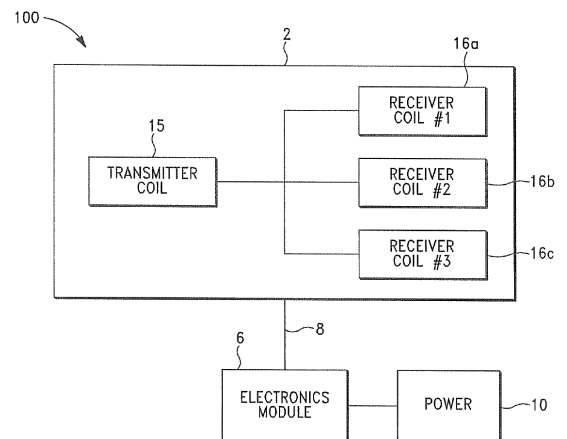 100
2
16a
RECEIVER
COIL #1
15
TRANSMITTER
COIL
RECEIVER
COIL #2
16b
RECEIVER
COIL #3
16c
8
6
ELECTRONICS
MODULE
POWER
10